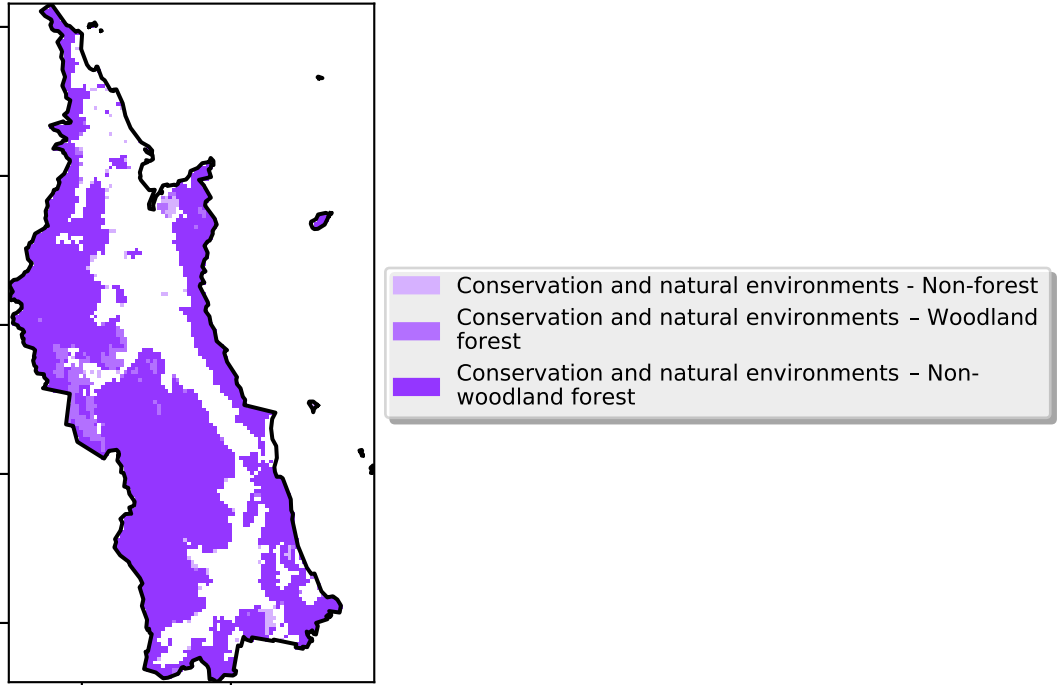 Conservation and natural environments - Non-forest
Conservation and natural environments – Woodland
forest
Conservation and natural environments – Non-
woodland forest